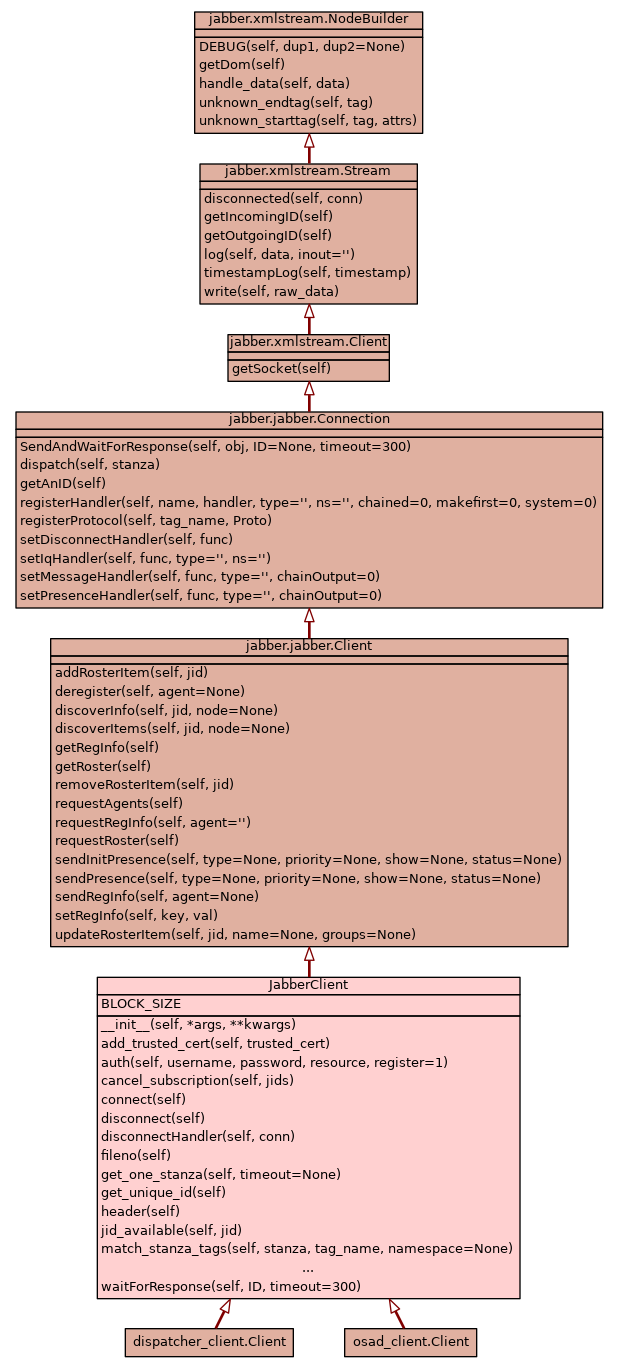 jabber.xmlstream.NodeBuilder
DEBUG(self, dup1, dup2=None)
getDom(self)
handle_data(self, data)
unknown_endtag(self, tag)
unknown_starttag(self, tag, attrs)
jabber.xmlstream.Stream
disconnected(self, conn)
getIncomingID(self)
getOutgoingID(self)
log(self, data, inout='')
timestampLog(self, timestamp)
write(self, raw_data)
jabber.xmlstream.Client
getSocket(self)
jabber.jabber.Connection
SendAndWaitForResponse(self, obj, ID=None, timeout=300)
dispatch(self, stanza)
getAnID(self)
registerHandler(self, name, handler, type='', ns='', chained=0, makefirst=0, system=0)
registerProtocol(self, tag_name, Proto)
setDisconnectHandler(self, func)
setIqHandler(self, func, type='', ns='')
setMessageHandler(self, func, type='', chainOutput=0)
setPresenceHandler(self, func, type='', chainOutput=0)
jabber.jabber.Client
addRosterItem(self, jid)
deregister(self, agent=None)
discoverInfo(self, jid, node=None)
discoverItems(self, jid, node=None)
getRegInfo(self)
getRoster(self)
removeRosterItem(self, jid)
requestAgents(self)
requestRegInfo(self, agent='')
requestRoster(self)
sendInitPresence(self, type=None, priority=None, show=None, status=None)
sendPresence(self, type=None, priority=None, show=None, status=None)
sendRegInfo(self, agent=None)
setRegInfo(self, key, val)
updateRosterItem(self, jid, name=None, groups=None)
JabberClient
BLOCK_SIZE
__init__(self, *args, **kwargs)
add_trusted_cert(self, trusted_cert)
auth(self, username, password, resource, register=1)
cancel_subscription(self, jids)
connect(self)
disconnect(self)
disconnectHandler(self, conn)
fileno(self)
get_one_stanza(self, timeout=None)
get_unique_id(self)
header(self)
jid_available(self, jid)
match_stanza_tags(self, stanza, tag_name, namespace=None)
...
waitForResponse(self, ID, timeout=300)
dispatcher_client.Client
osad_client.Client